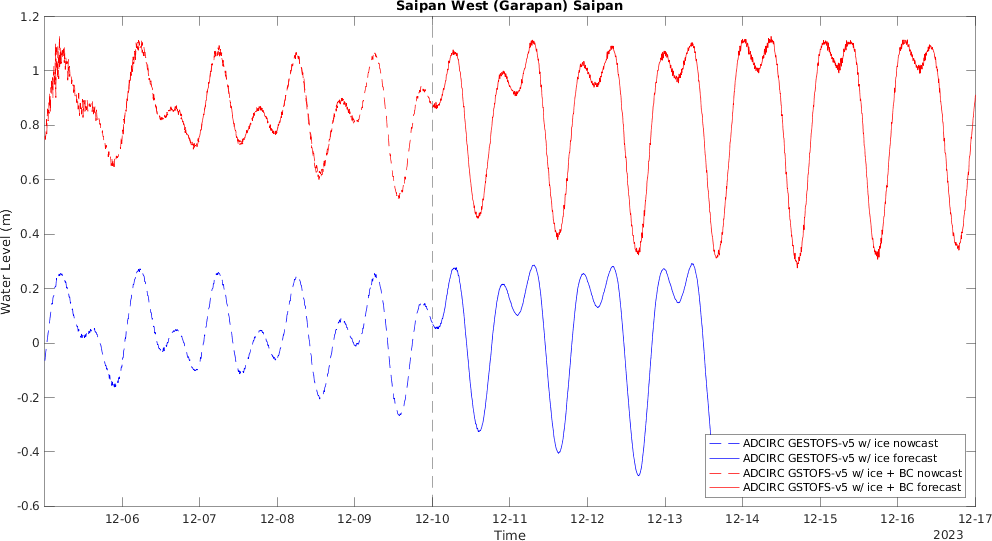 Saipan West (Garapan) Saipan
Water Level (m)
1.2
1
0.8
0.6
0.4
0.2
0
-0.2
-0.4
-0.6
ADCIRC GESTOFS-v5 w/ ice nowcast
ADCIRC GESTOFS-v5 w/ ice forecast
ADCIRC GSTOFS-v5 w/ ice + BC nowcast
ADCIRC GSTOFS-v5 w/ ice + BC forecast
12-06 12-07 12-08 12-09 12-10 12-11 12-12 12-13 12-14 12-15 12-16 12-17
Time
2023